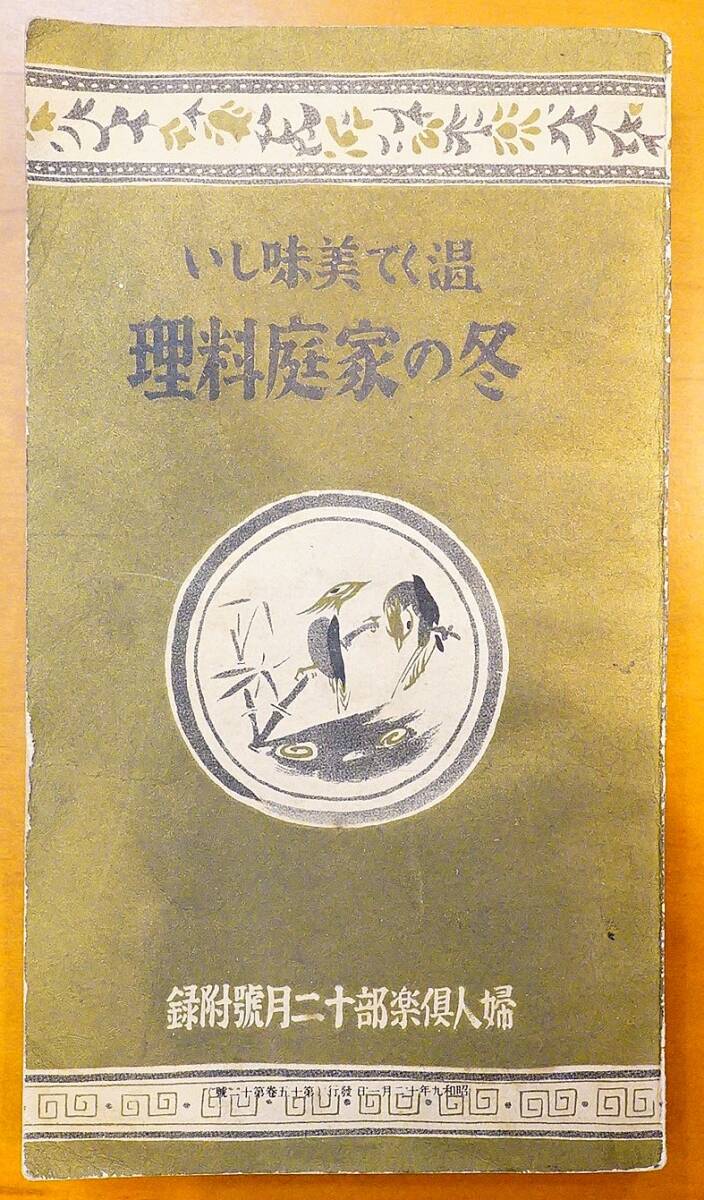 温くて美味しい
冬の家庭料理
婦人倶楽部十二月號附録
昭和九年十二月一日發行（第十五卷第十二號）